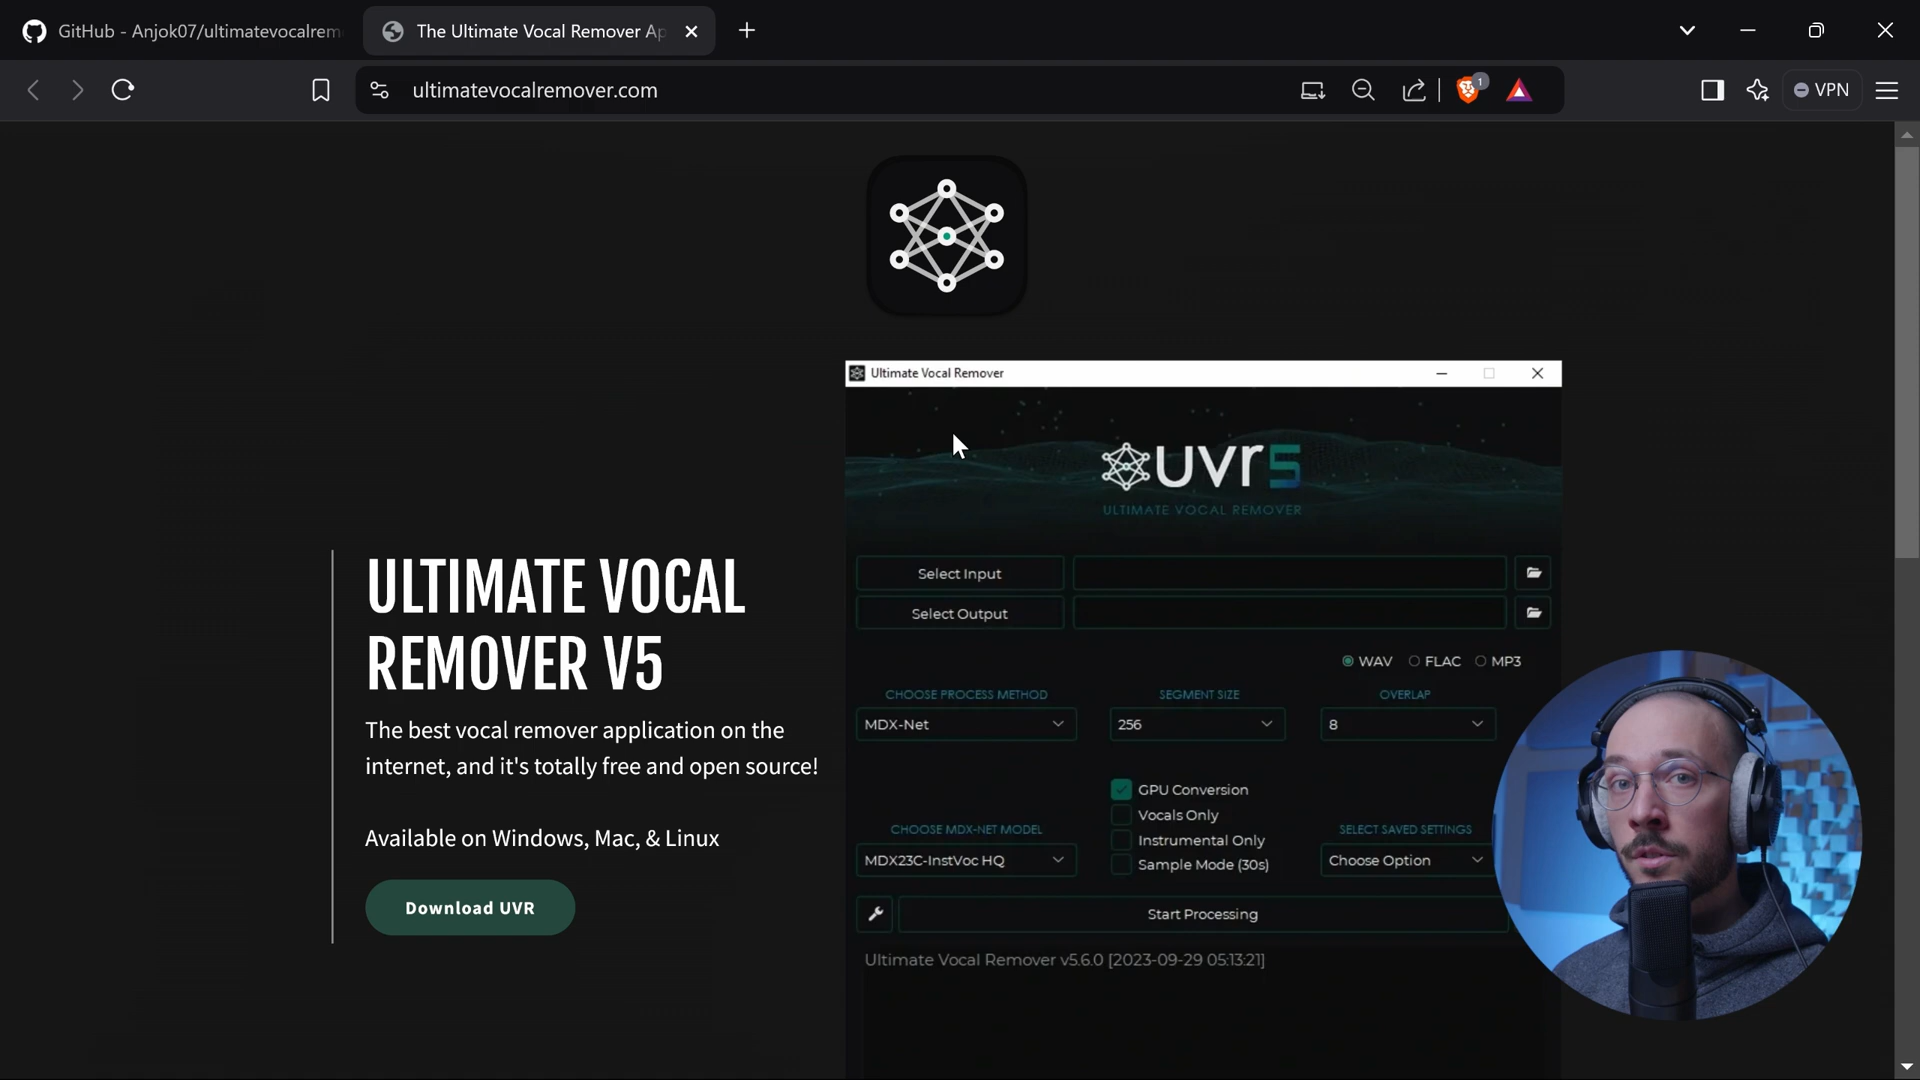 GitHub - Anjok07/ultimatevocalrem
The Ultimate Vocal Remover Ap
ultimatevocalremover.com
1
VPN
Ultimate Vocal Remover
uvr5
ULTIMATE VOCAL REMOVER
Select Input
Select Output
WAV FLAC MP3
CHOOSE PROCESS METHOD
SEGMENT SIZE
OVERLAP
MDX-Net
256
8
GPU Conversion
Vocals Only
Instrumental Only
Sample Mode (30s)
CHOOSE MDX-NET MODEL
SELECT SAVED SETTINGS
MDX23C-InstVoc HQ
Choose Option
Start Processing
Ultimate Vocal Remover v5.6.0 [2023-09-29 05:13:21]
ULTIMATE VOCAL
REMOVER V5
The best vocal remover application on the
internet, and it's totally free and open source!
Available on Windows, Mac, & Linux
Download UVR